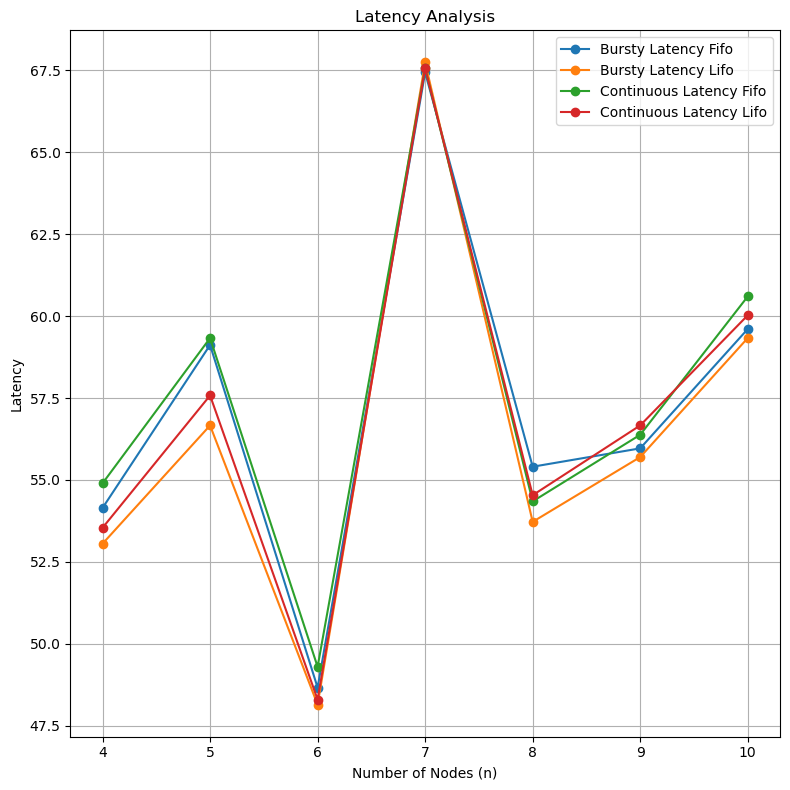 Latency Analysis
Bursty Latency Fifo
Bursty Latency Lifo
Continuous Latency Fifo
Continuous Latency Lifo
67.5
65.0
62.5
60.0
57.5
55.0
52.5
50.0
47.5
Latency
4 5 6 7 8 9 10
Number of Nodes (n)